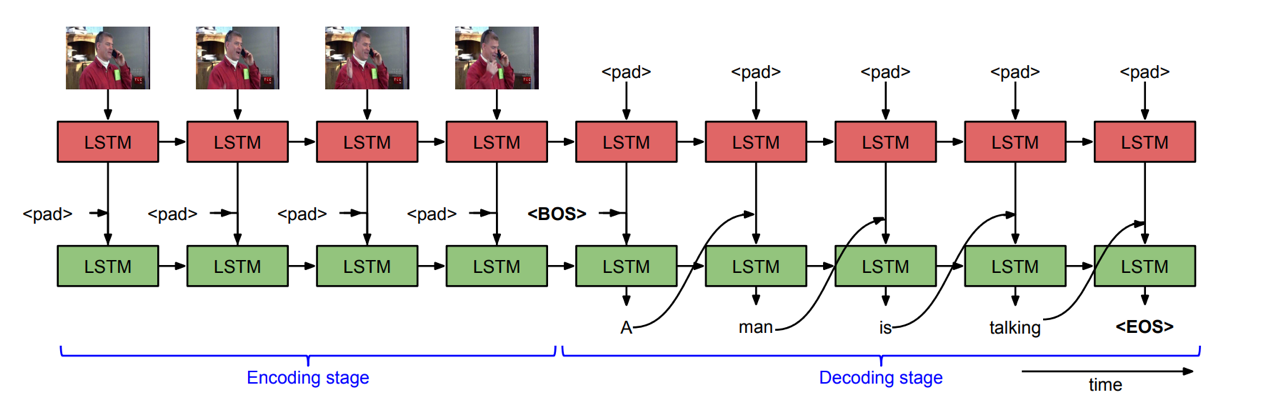 <pad> <pad> <pad> <pad> <pad>
LSTM LSTM LSTM LSTM LSTM LSTM LSTM LSTM LSTM
<pad> <pad> <pad> <pad> <BOS>
LSTM LSTM LSTM LSTM LSTM LSTM LSTM LSTM LSTM
A man is talking <EOS>
Encoding stage Decoding stage
time